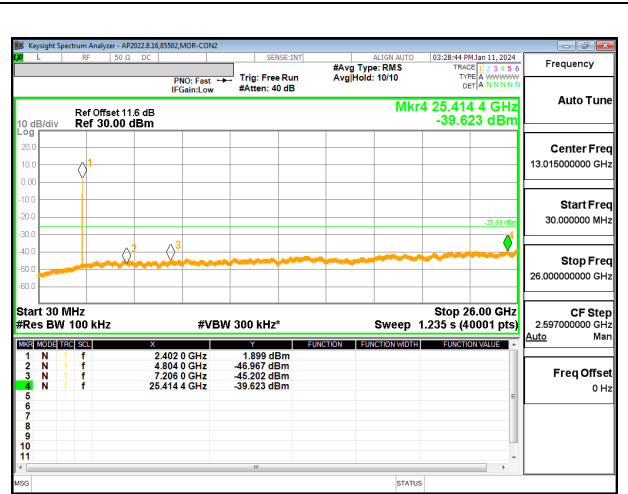 Keysight Spectrum Analyzer - AP2022.8.16,85502,MOR-CON2
L RF 50 Ω DC SENSE:INT ALIGN AUTO 03:28:44 PM Jan 11, 2024
Frequency
#Avg Type: RMS TRACE 1 2 3 4 5 6
PNO: Fast Trig: Free Run Avg|Hold: 10/10 TYPE A WWWWW
IFGain:Low #Atten: 40 dB DET A N N N N N
Auto Tune
Mkr4 25.414 4 GHz
Ref Offset 11.6 dB
10 dB/div Ref 30.00 dBm -39.623 dBm
Log
20.0
10.0
0.00
-10.0
-20.0
-30.0
-40.0
-50.0
-60.0
1
2
3
4
-25.69 dBm
Center Freq
13.015000000 GHz
Start Freq
30.000000 MHz
Stop Freq
26.000000000 GHz
Start 30 MHz Stop 26.00 GHz
#Res BW 100 kHz #VBW 300 kHz* Sweep 1.235 s (40001 pts)
CF Step
2.597000000 GHz
Auto Man
MKR MODE TRC SCL X Y FUNCTION FUNCTION WIDTH FUNCTION VALUE
1 N 1 f 2.402 0 GHz 1.899 dBm
2 N 1 f 4.804 0 GHz -46.967 dBm
3 N 1 f 7.206 0 GHz -45.202 dBm
4 N 1 f 25.414 4 GHz -39.623 dBm
5
6
7
8
9
10
11
Freq Offset
0 Hz
MSG STATUS